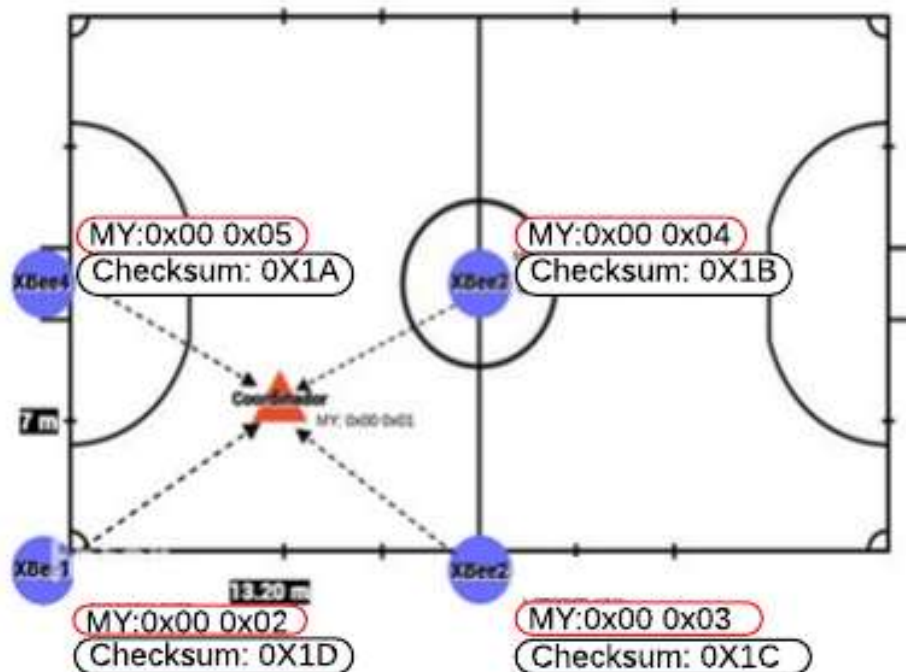 MY:0x00 0x05
Checksum: 0X1A
MY:0x00 0x04
Checksum: 0X1B
XBee4
XBee3
Coordinador
MY: 0x00 0x01
7 m
XBee1
XBee2
13.20 m
MY:0x00 0x02
Checksum: 0X1D
MY:0x00 0x03
Checksum: 0X1C